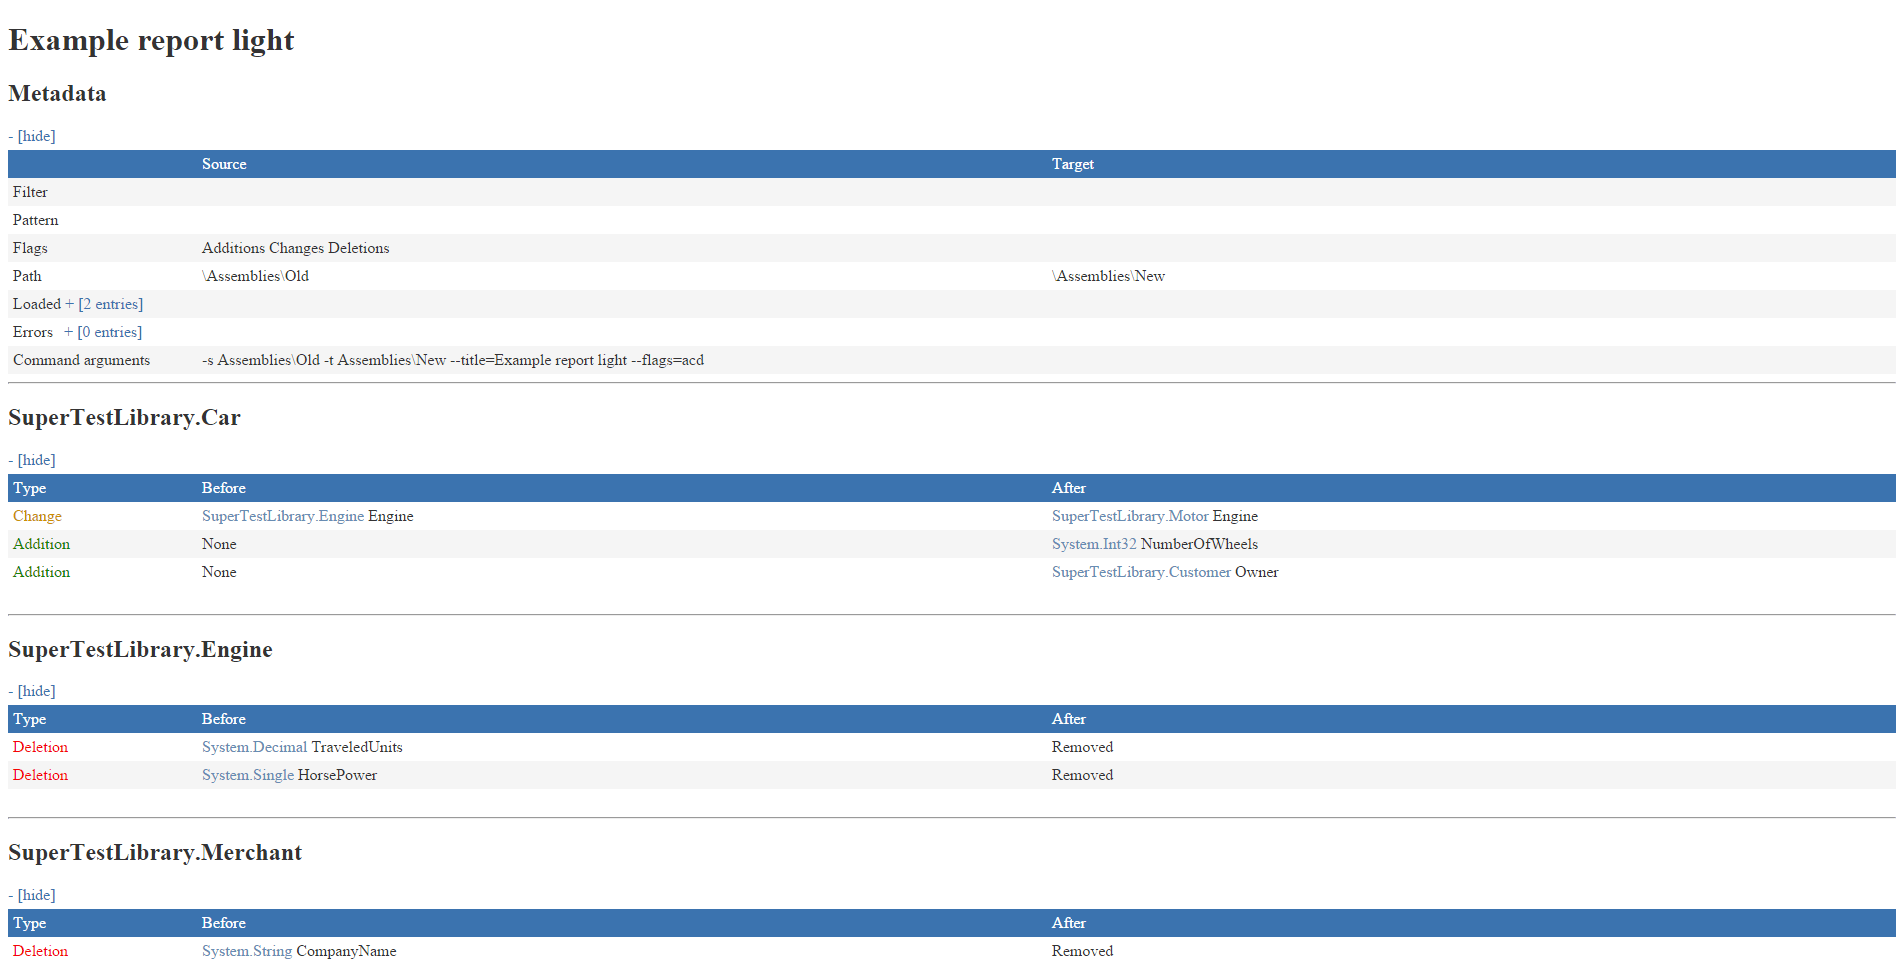 Example report light
Metadata
- [hide]
Source Target
Filter
Pattern
Flags Additions Changes Deletions
Path \Assemblies\Old \Assemblies\New
Loaded + [2 entries]
Errors + [0 entries]
Command arguments -s Assemblies\Old -t Assemblies\New --title=Example report light --flags=acd
SuperTestLibrary.Car
- [hide]
Type Before After
Change SuperTestLibrary.Engine Engine SuperTestLibrary.Motor Engine
Addition None System.Int32 NumberOfWheels
Addition None SuperTestLibrary.Customer Owner
SuperTestLibrary.Engine
- [hide]
Type Before After
Deletion System.Decimal TraveledUnits Removed
Deletion System.Single HorsePower Removed
SuperTestLibrary.Merchant
- [hide]
Type Before After
Deletion System.String CompanyName Removed